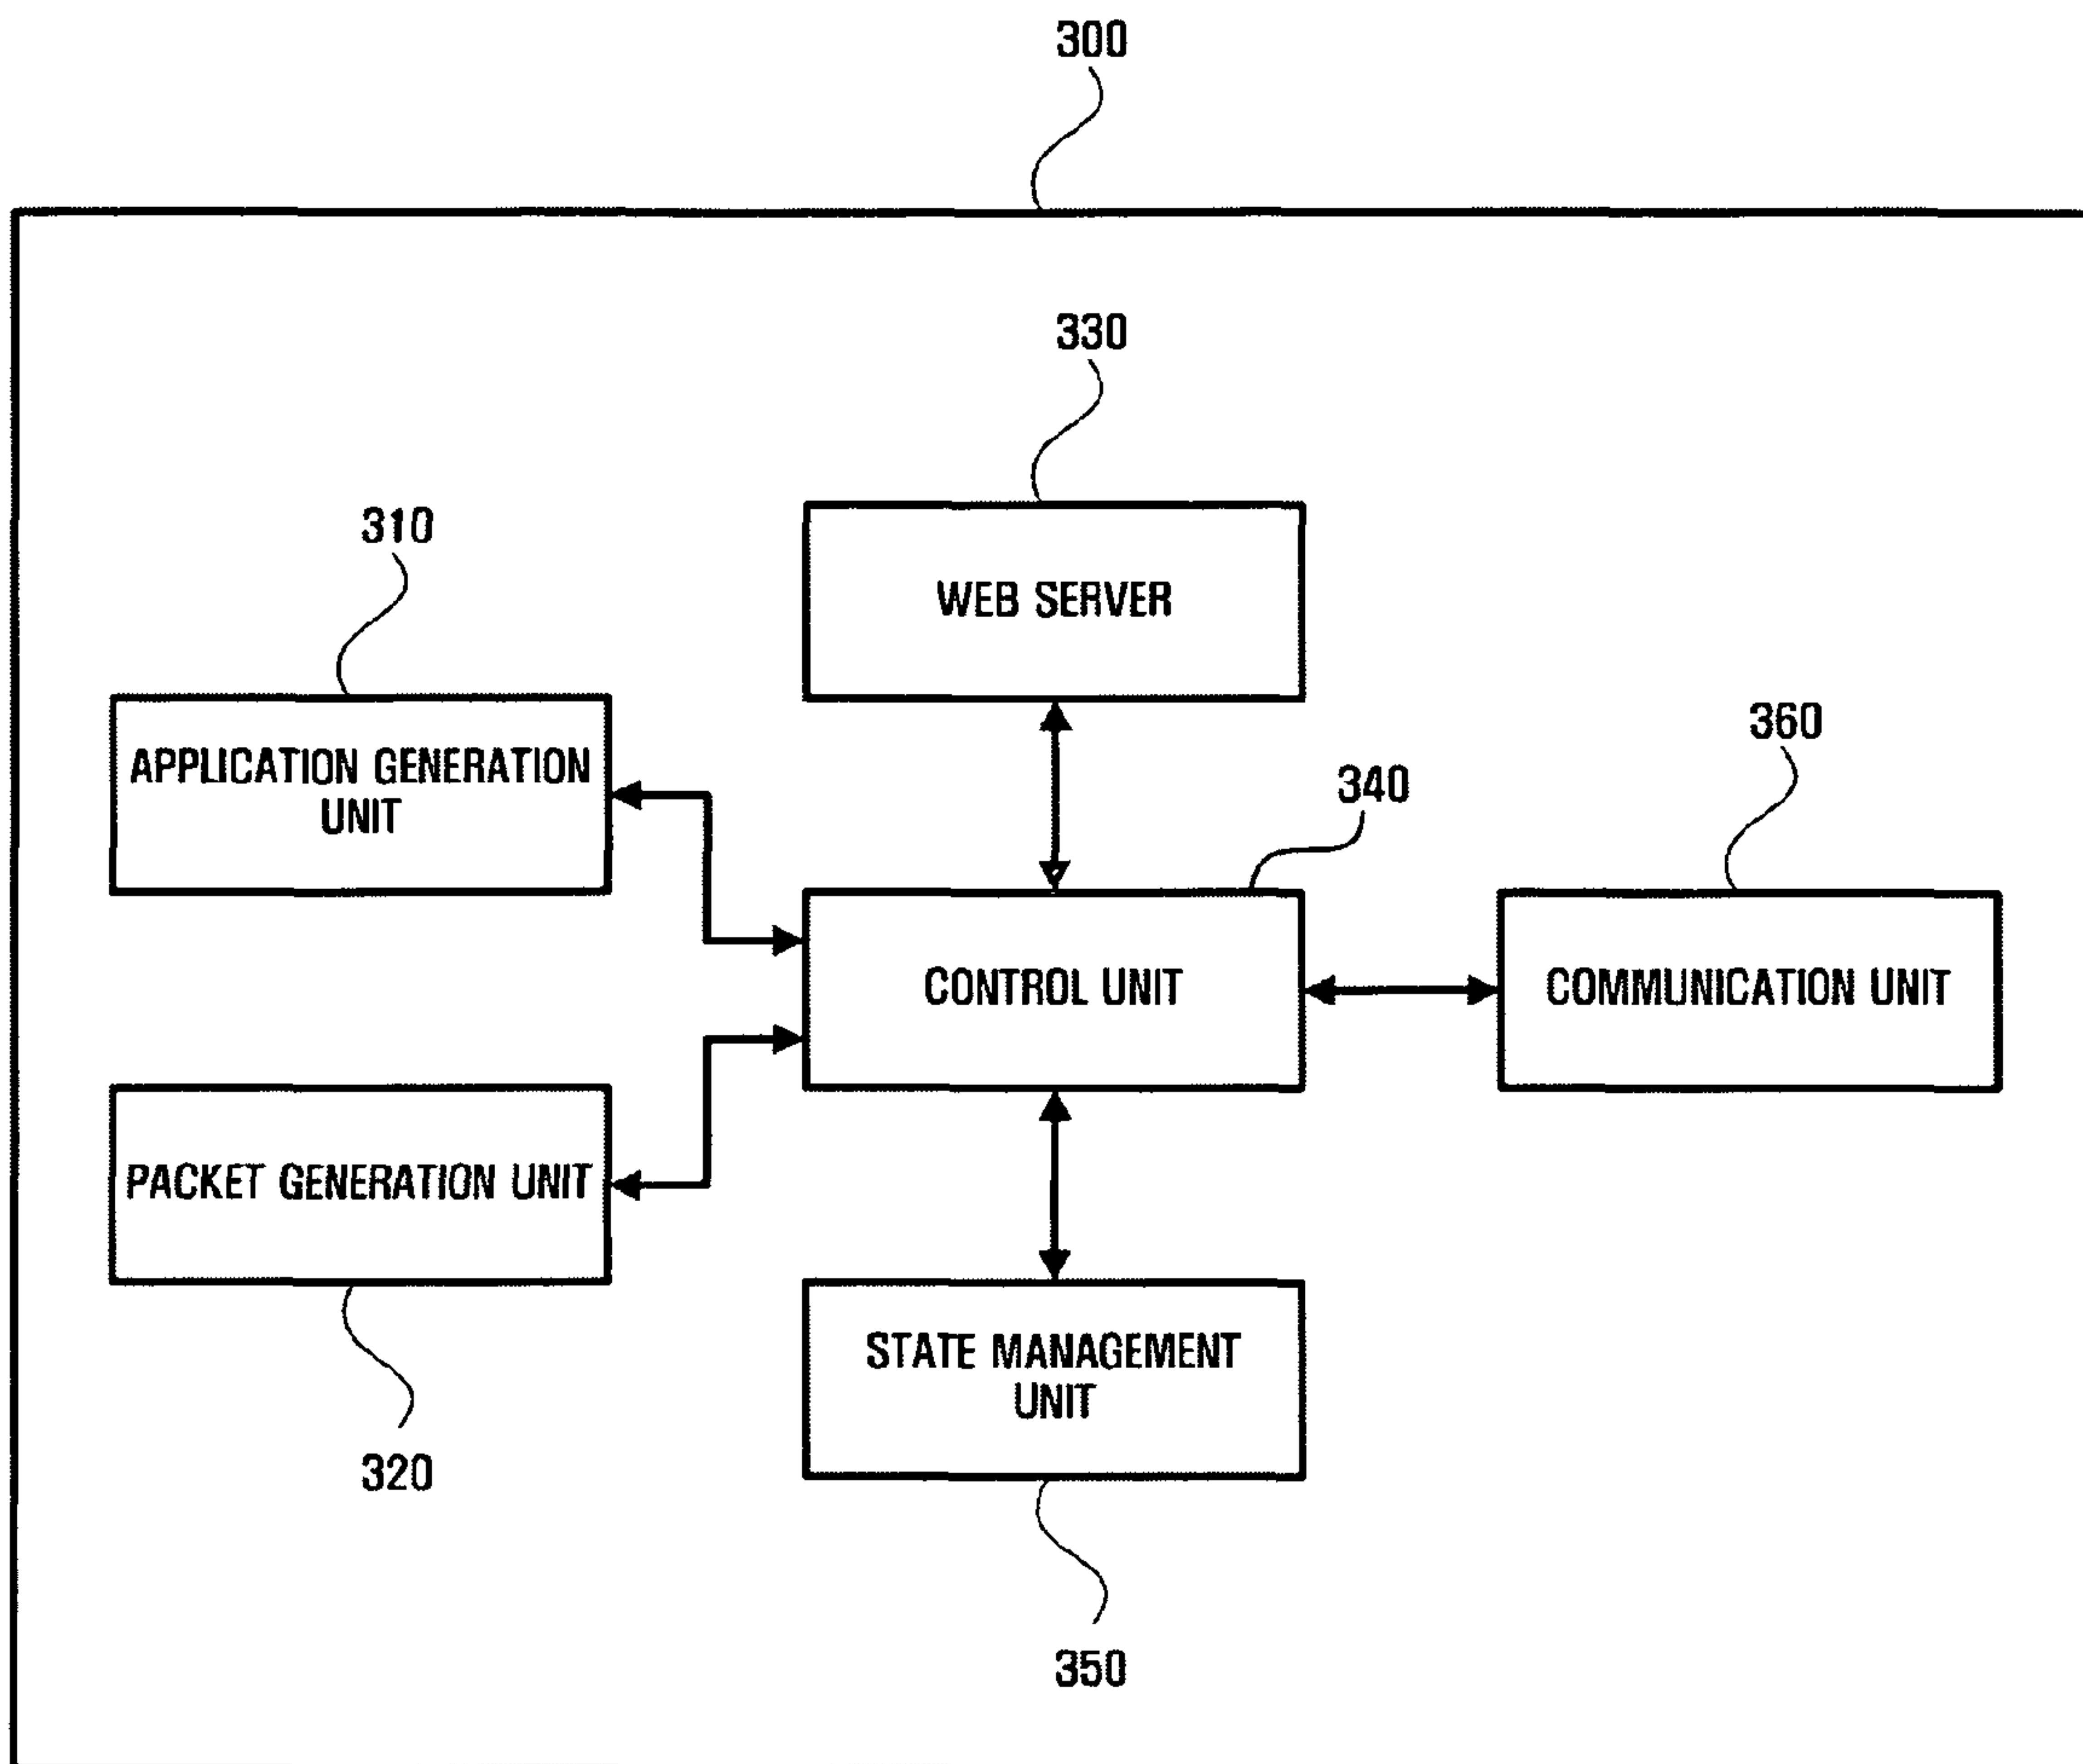 300
330
WEB SERVER
310
APPLICATION GENERATION
UNIT
340
360
CONTROL UNIT
COMMUNICATION UNIT
PACKET GENERATION UNIT
320
STATE MANAGEMENT
UNIT
350